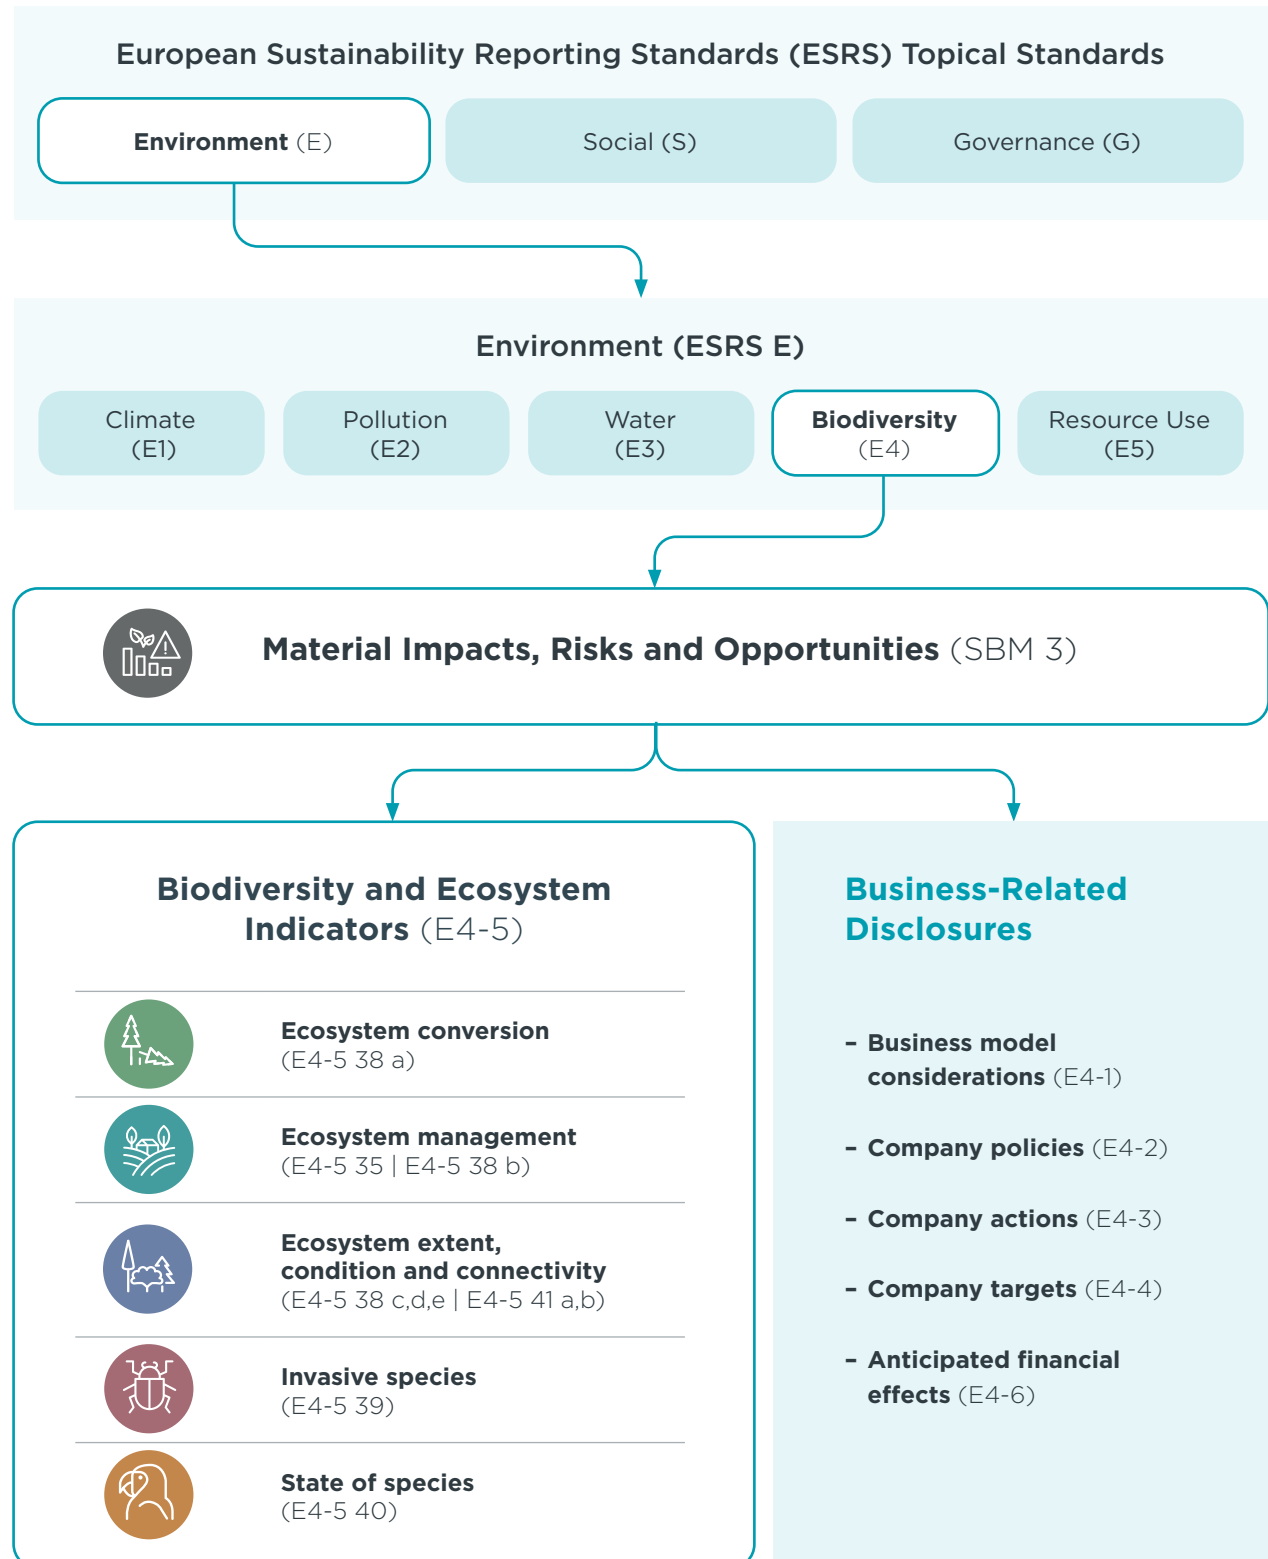 European Sustainability Reporting Standards (ESRS) Topical Standards
Environment (E)
Social (S)
Governance (G)
Environment (ESRS E)
Climate
(E1)
Pollution
(E2)
Water
(E3)
Biodiversity
(E4)
Resource Use
(E5)
Material Impacts, Risks and Opportunities (SBM 3)
Biodiversity and Ecosystem
Indicators (E4-5)
Ecosystem conversion
(E4-5 38 a)
Ecosystem management
(E4-5 35 | E4-5 38 b)
Ecosystem extent,
condition and connectivity
(E4-5 38 c,d,e | E4-5 41 a,b)
Invasive species
(E4-5 39)
State of species
(E4-5 40)
Business-Related
Disclosures
– Business model
considerations (E4-1)
– Company policies (E4-2)
– Company actions (E4-3)
– Company targets (E4-4)
– Anticipated financial
effects (E4-6)